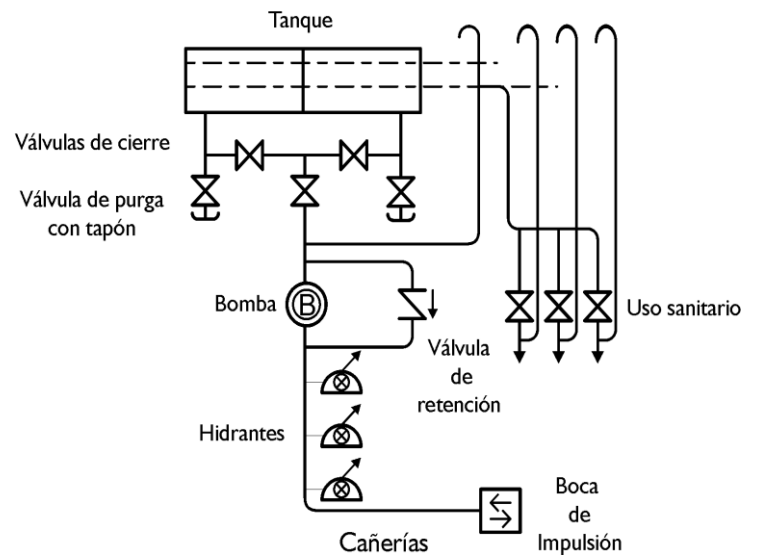 Tanque
Válvulas de cierre
Válvula de purga
con tapón
Bomba
B
Uso sanitario
Válvula
de
retención
Hidrantes
Boca
de
Impulsión
Cañerías